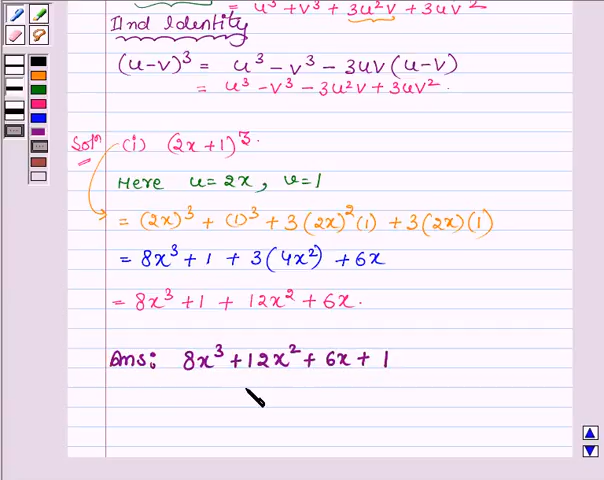 = u³ + v³ + 3u²v + 3uv²
IInd Identity
(u-v)³ = u³ - v³ - 3uv(u-v)
= u³ - v³ - 3u²v + 3uv².
Solⁿ (i) (2x+1)³.
Here u = 2x, v = 1
= (2x)³ + (1)³ + 3(2x)²(1) + 3(2x)(1)
= 8x³ + 1 + 3(4x²) + 6x
= 8x³ + 1 + 12x² + 6x.
Ans: 8x³ + 12x² + 6x + 1